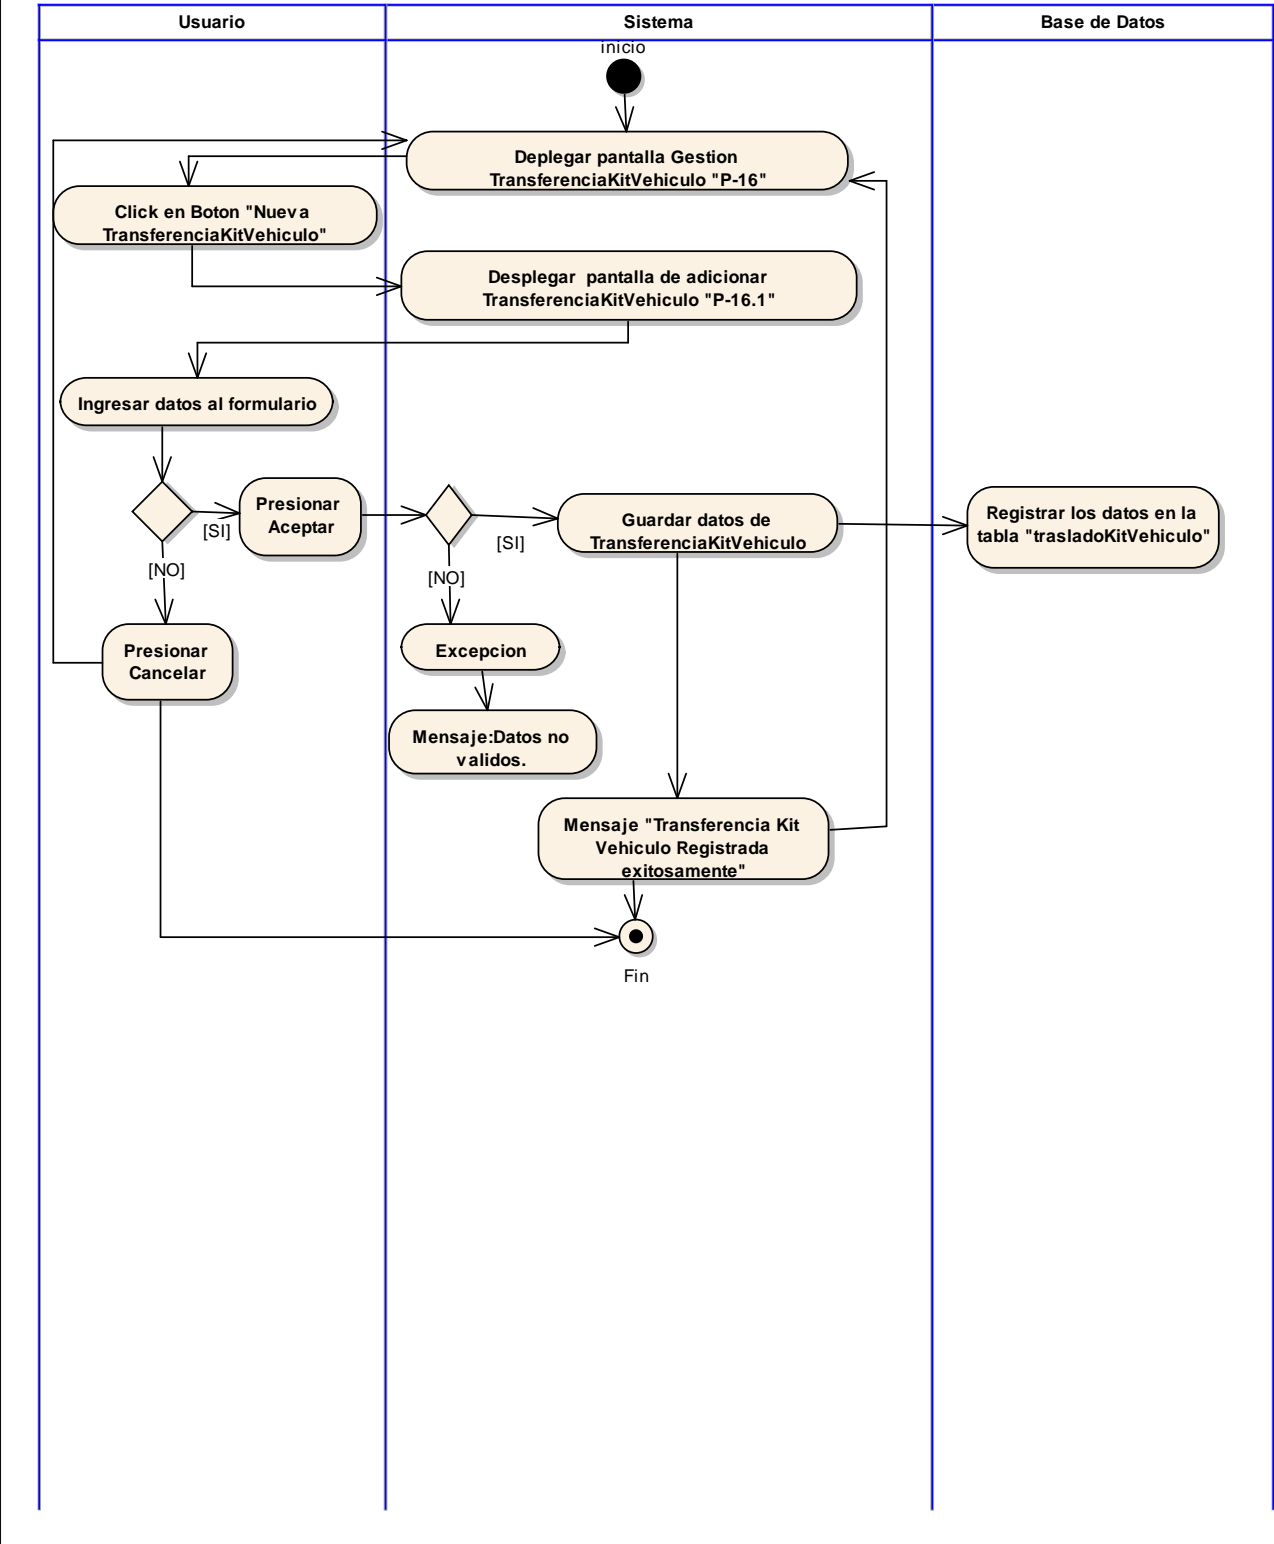 Usuario
Sistema
Base de Datos
inicio
Deplegar pantalla Gestion
TransferenciaKitVehiculo "P-16"
Click en Boton "Nueva
TransferenciaKitVehiculo"
Desplegar pantalla de adicionar
TransferenciaKitVehiculo "P-16.1"
Ingresar datos al formulario
[SI]
Presionar
Aceptar
[SI]
Guardar datos de
TransferenciaKitVehiculo
Registrar los datos en la
tabla "trasladoKitVehiculo"
[NO]
[NO]
Presionar
Cancelar
Excepcion
Mensaje:Datos no
validos.
Mensaje "Transferencia Kit
Vehiculo Registrada
exitosamente"
Fin